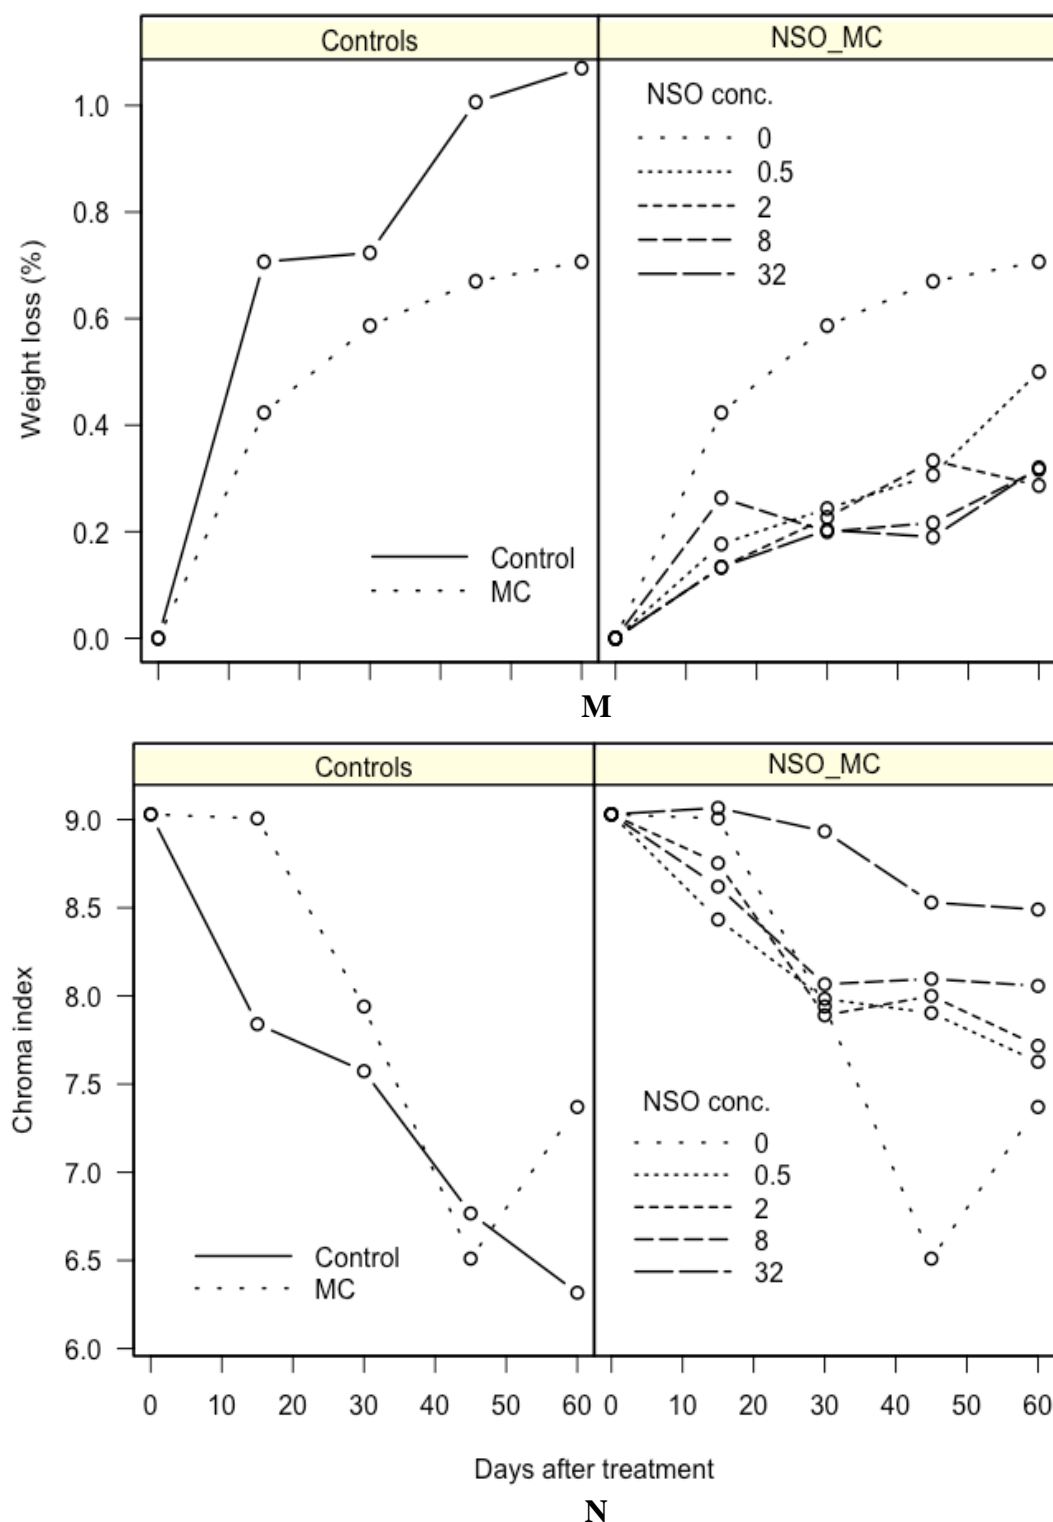 Controls
NSO_MC
Weight loss (%)
1.0
0.8
0.6
0.4
0.2
0.0
Control
MC
NSO conc.
0
0.5
2
8
32
M
Controls
NSO_MC
Chroma index
9.0
8.5
8.0
7.5
7.0
6.5
6.0
Control
MC
NSO conc.
0
0.5
2
8
32
0 10 20 30 40 50 60 0 10 20 30 40 50 60
Days after treatment
N